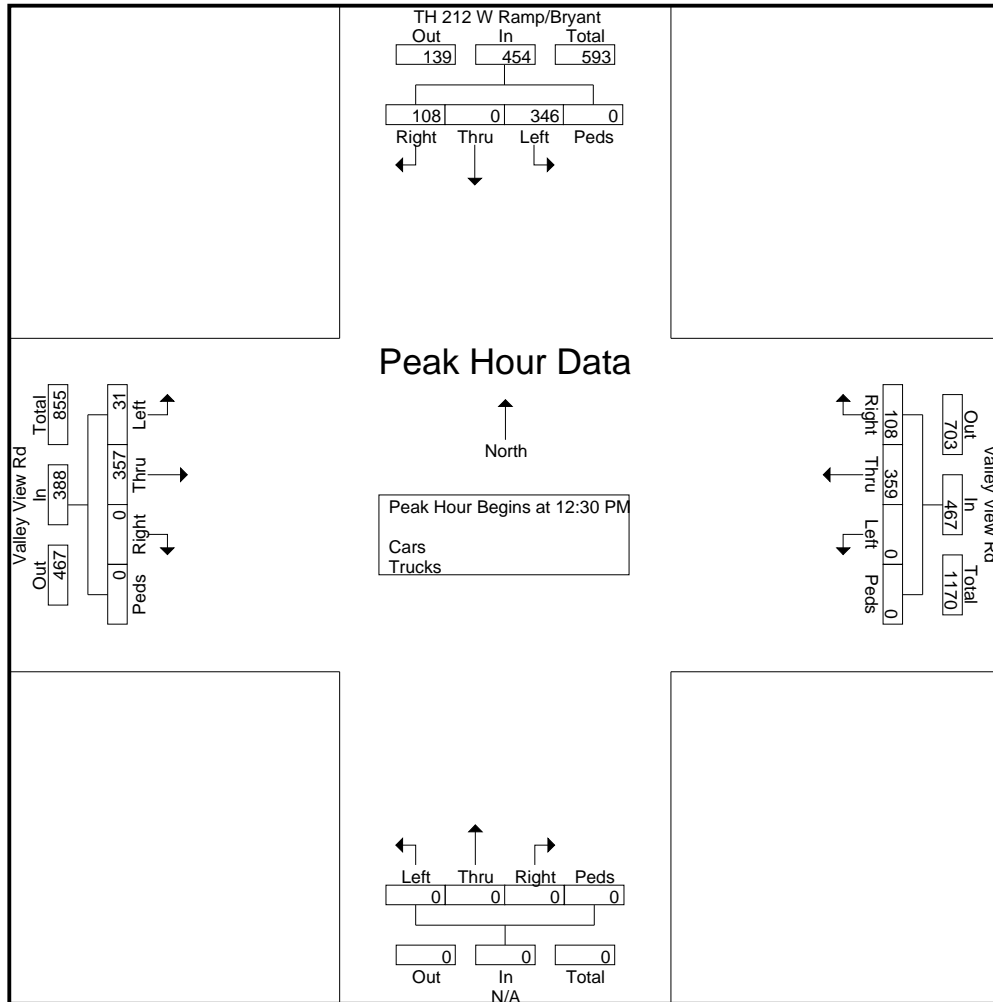 TH 212 W Ramp/Bryant
Out In Total
139 454 593
108 0 346 0
Right Thru Left Peds
Peak Hour Data
North
Peak Hour Begins at 12:30 PM
Cars
Trucks
Valley View Rd
Total In Out
855 388 467
31 357 0 0
Left Thru Right Peds
Valley View Rd
Out In Total
703 467 1170
108 359 0 0
Right Thru Left Peds
Left Thru Right Peds
0 0 0 0
0 0 0
Out In Total
N/A